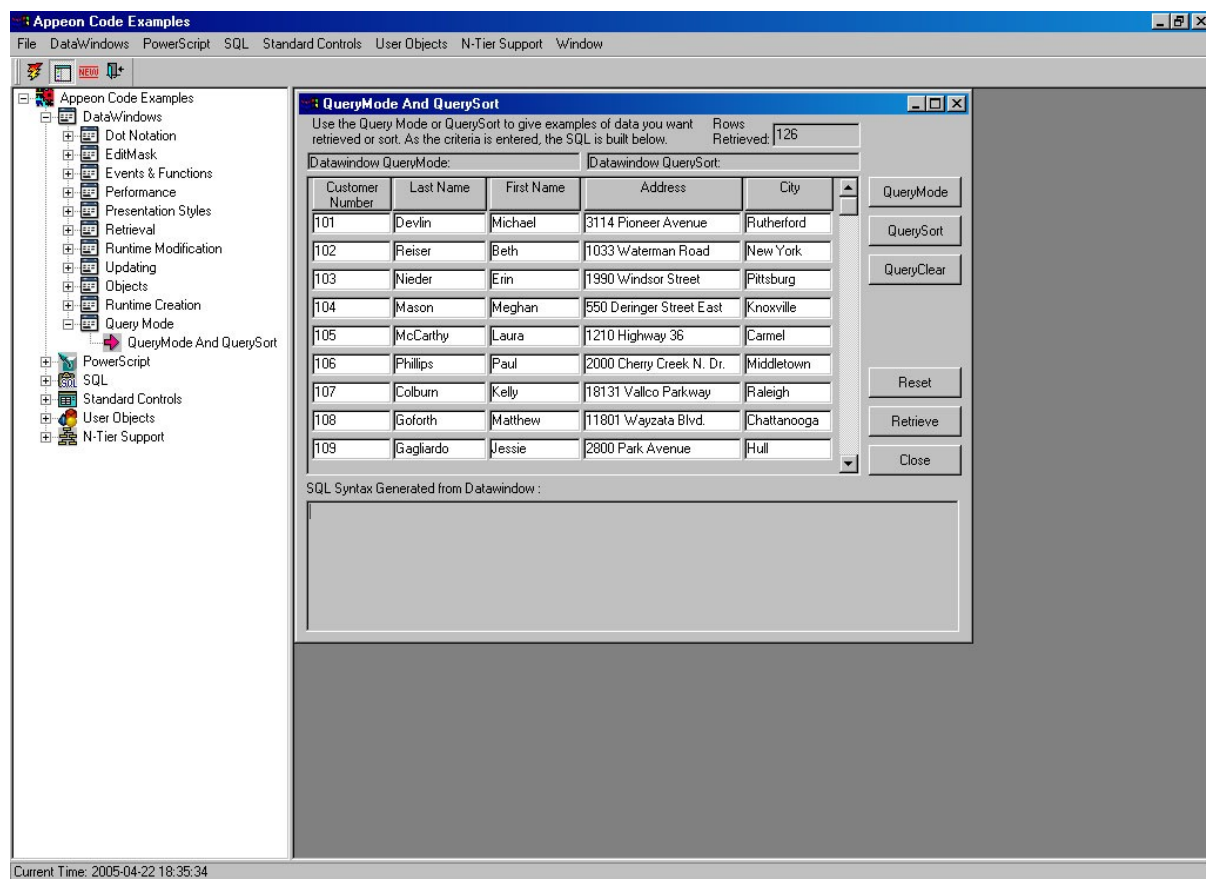 Appeon Code Examples
File DataWindows PowerScript SQL Standard Controls User Objects N-Tier Support Window
NEW
Appeon Code Examples
DataWindows
Dot Notation
EditMask
Events & Functions
Performance
Presentation Styles
Retrieval
Runtime Modification
Updating
Objects
Runtime Creation
Query Mode
QueryMode And QuerySort
PowerScript
SQL
Standard Controls
User Objects
N-Tier Support
QueryMode And QuerySort
Use the Query Mode or QuerySort to give examples of data you want
retrieved or sort. As the criteria is entered, the SQL is built below.
Rows
Retrieved: 126
Datawindow QueryMode: Datawindow QuerySort:
Customer Number Last Name First Name Address City
101 Devlin Michael 3114 Pioneer Avenue Rutherford
102 Reiser Beth 1033 Waterman Road New York
103 Nieder Erin 1990 Windsor Street Pittsburg
104 Mason Meghan 550 Deringer Street East Knoxville
105 McCarthy Laura 1210 Highway 36 Carmel
106 Phillips Paul 2000 Cherry Creek N. Dr. Middletown
107 Colburn Kelly 18131 Vallco Parkway Raleigh
108 Goforth Matthew 11801 Wayzata Blvd. Chattanooga
109 Gagliardo Jessie 2800 Park Avenue Hull
QueryMode
QuerySort
QueryClear
Reset
Retrieve
Close
SQL Syntax Generated from Datawindow :
Current Time: 2005-04-22 18:35:34